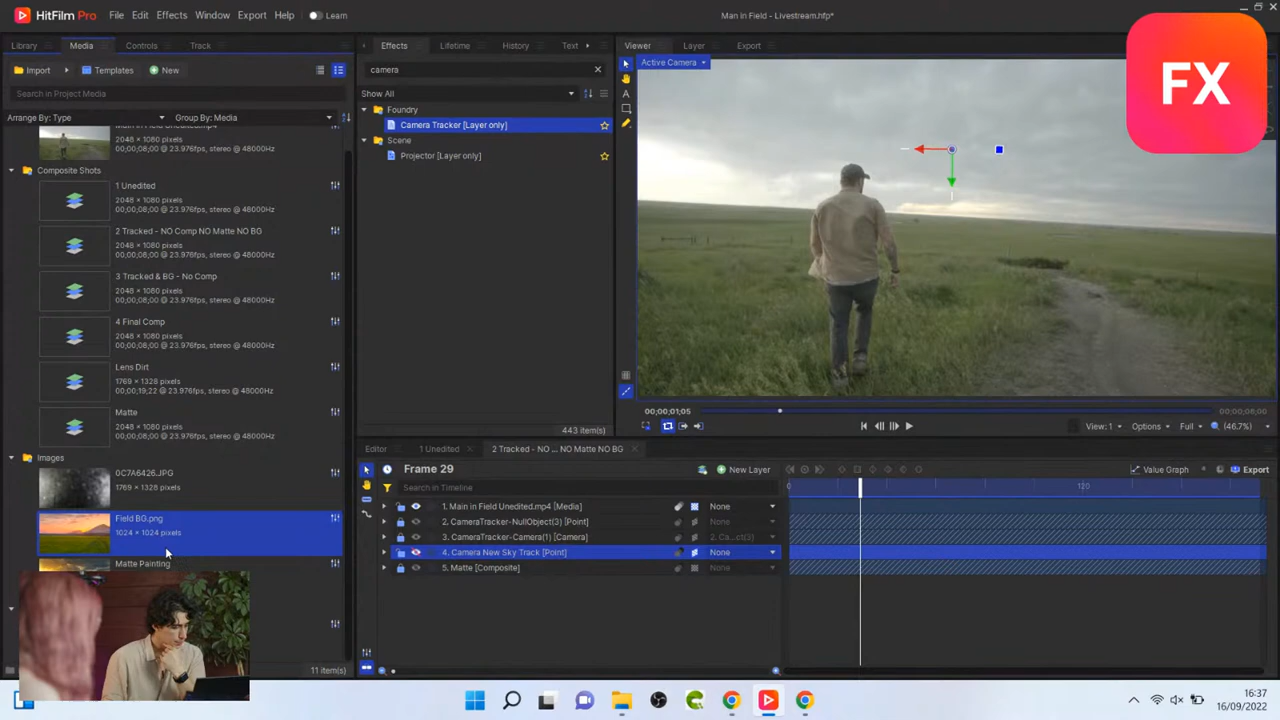 HitFilm Pro File Edit Effects Window Export Help Learn Man in Field - Livestream.hfp*
Library Media Controls Track
Import Templates New
Search in Project Media
Arrange By: Type Group By: Media
Main in Field Unedited.mp4
2048 × 1080 pixels
00;00;08;00 @ 23.976fps, stereo @ 48000Hz
Composite Shots
1 Unedited
2048 × 1080 pixels
00;00;08;00 @ 23.976fps, stereo @ 48000Hz
2 Tracked - NO Comp NO Matte NO BG
2048 × 1080 pixels
00;00;08;00 @ 23.976fps, stereo @ 48000Hz
3 Tracked & BG - No Comp
2048 × 1080 pixels
00;00;08;00 @ 23.976fps, stereo @ 48000Hz
4 Final Comp
2048 × 1080 pixels
00;00;08;00 @ 23.976fps, stereo @ 48000Hz
Lens Dirt
1769 × 1328 pixels
00;00;19;22 @ 23.976fps, stereo @ 48000Hz
Matte
2048 × 1080 pixels
00;00;08;00 @ 23.976fps, stereo @ 48000Hz
Images
0C7A6426.JPG
1769 × 1328 pixels
Field BG.png
1024 × 1024 pixels
Matte Painting
11 item(s)
Effects Lifetime History Text
camera
Show All
Foundry
Camera Tracker [Layer only]
Scene
Projector [Layer only]
443 item(s)
Viewer Layer Export
Active Camera
FX
00;00;01;05 00;00;08;00
View: 1 Options Full (46.7%)
Editor 1 Unedited 2 Tracked - NO ... NO Matte NO BG
Frame 29 New Layer Value Graph Export
Search in Timeline 0 120
1. Main in Field Unedited.mp4 [Media] None
2. CameraTracker-NullObject(3) [Point] None
3. CameraTracker-Camera(1) [Camera] 2. Ca...ct(3)
4. Camera New Sky Track [Point] None
5. Matte [Composite] None
16:37
16/09/2022